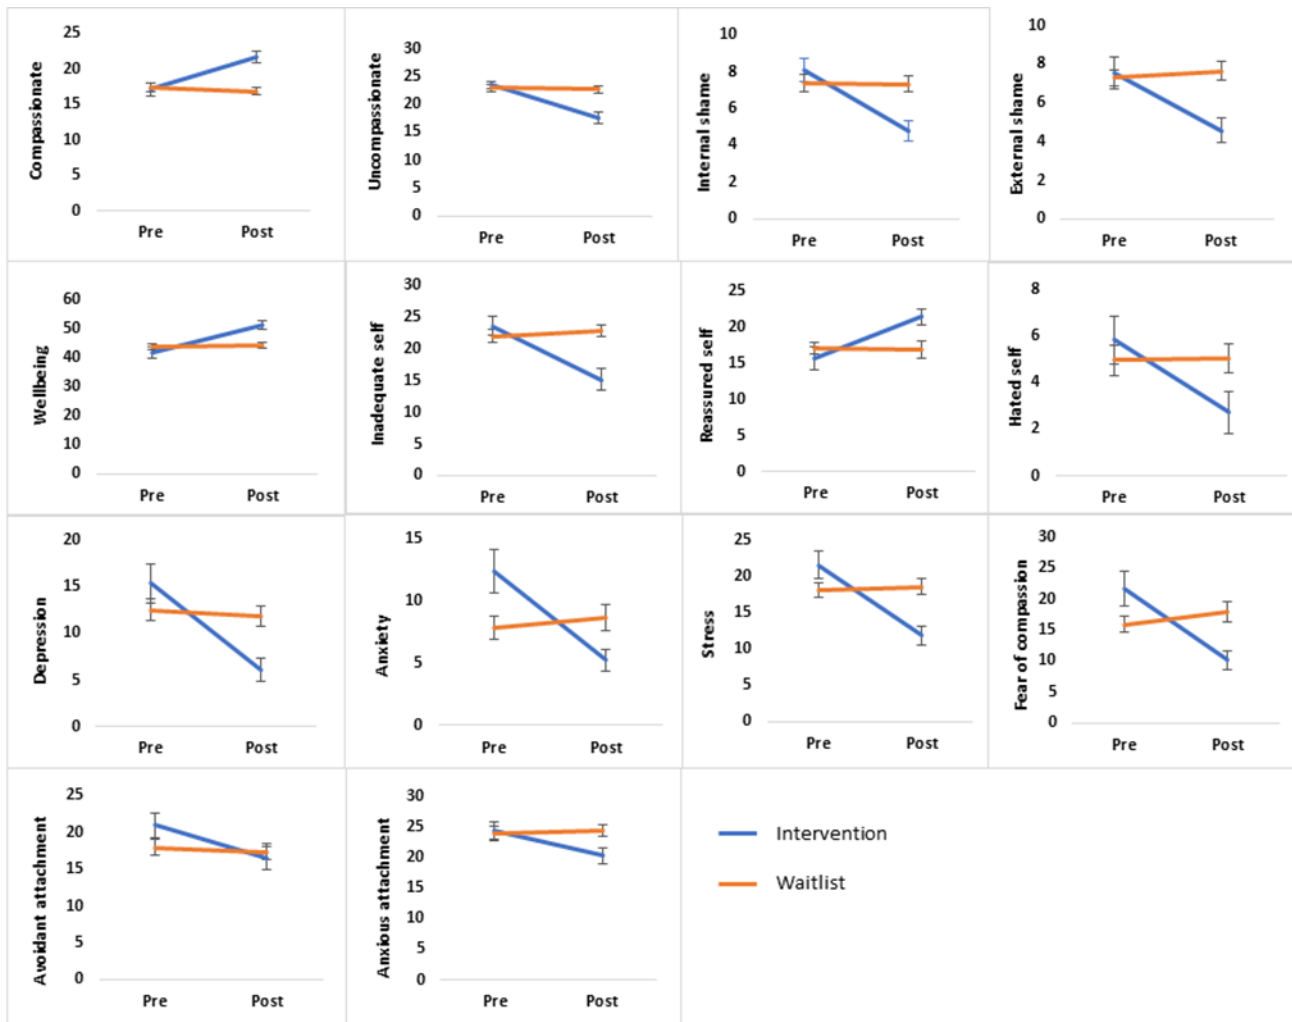 Compassionate
25
20
15
10
5
0
Pre Post
Uncompassionate
30
25
20
15
10
5
0
Pre Post
Internal shame
10
8
6
4
2
0
Pre Post
External shame
10
8
6
4
2
0
Pre Post
Wellbeing
60
50
40
30
20
10
0
Pre Post
Inadequate self
30
25
20
15
10
5
0
Pre Post
Reassured self
25
20
15
10
5
0
Pre Post
Hated self
8
6
4
2
0
Pre Post
Depression
20
15
10
5
0
Pre Post
Anxiety
15
10
5
0
Pre Post
Stress
25
20
15
10
5
0
Pre Post
Fear of compassion
30
25
20
15
10
5
0
Pre Post
Avoidant attachment
25
20
15
10
5
0
Pre Post
Anxious attachment
30
25
20
15
10
5
0
Pre Post
Intervention
Waitlist